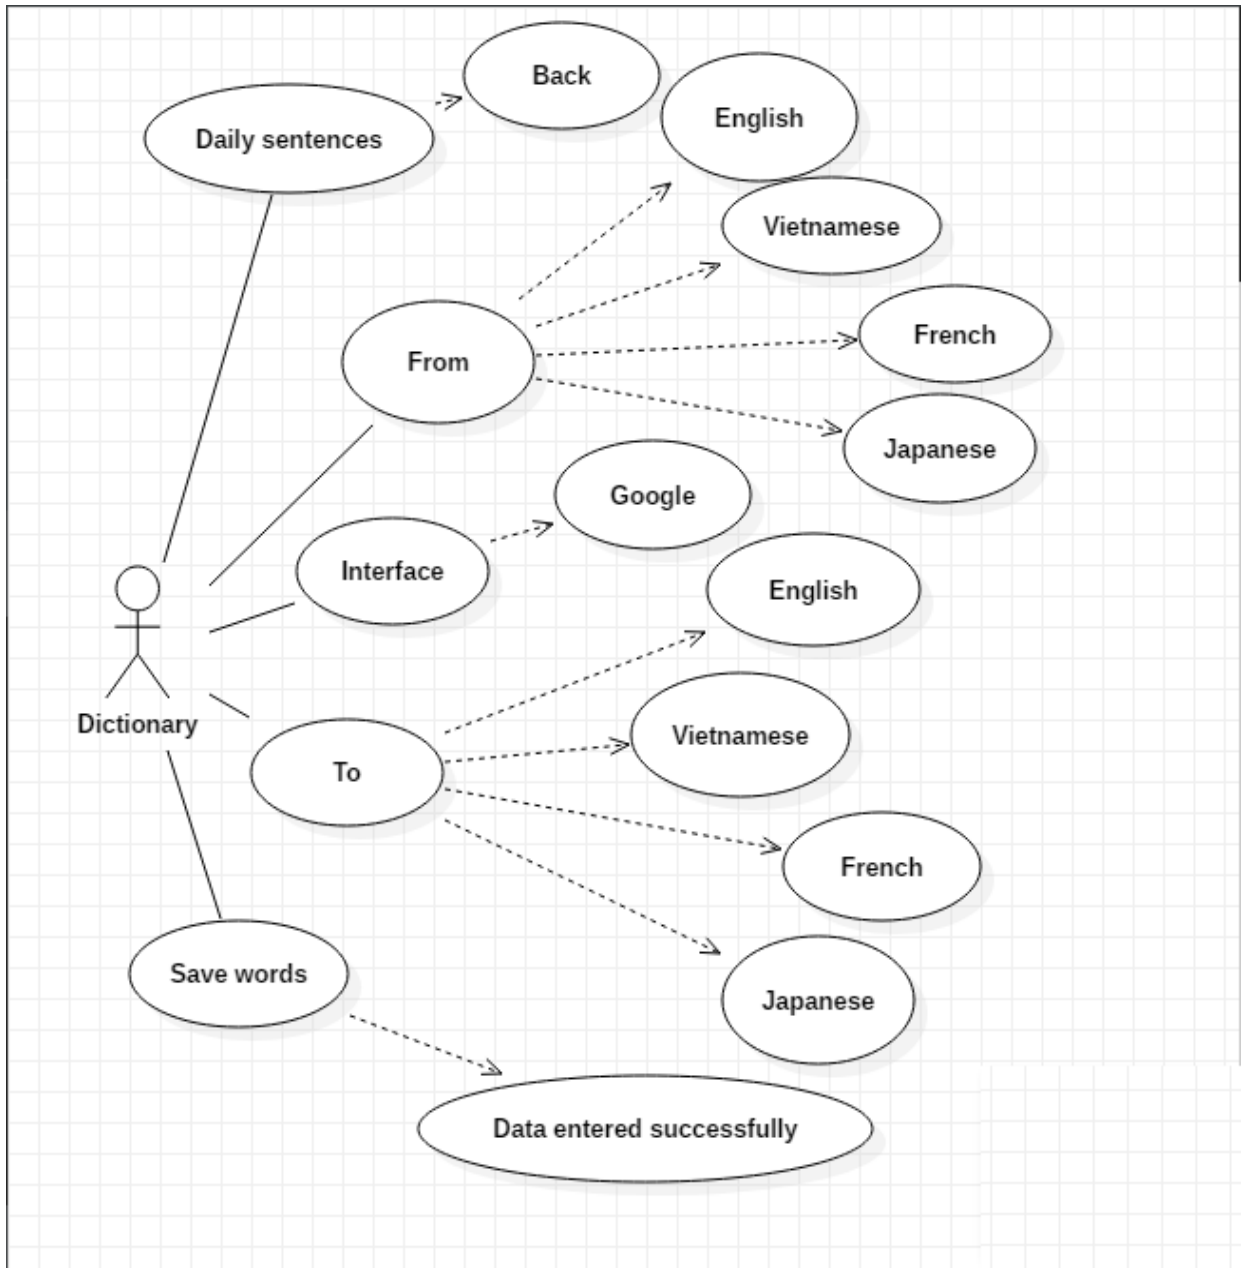 Back
English
Daily sentences
Vietnamese
From
French
Japanese
Google
Interface
English
Dictionary
Vietnamese
To
French
Save words
Japanese
Data entered successfully